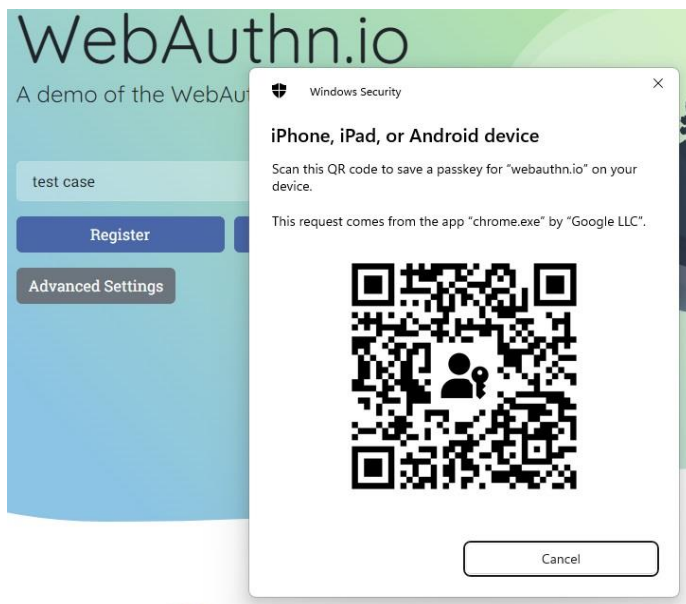 WebAuthn.io
A demo of the WebAu
test case
Register
Advanced Settings
Windows Security
iPhone, iPad, or Android device
Scan this QR code to save a passkey for “webauthn.io” on your
device.
This request comes from the app “chrome.exe” by “Google LLC”.
Cancel